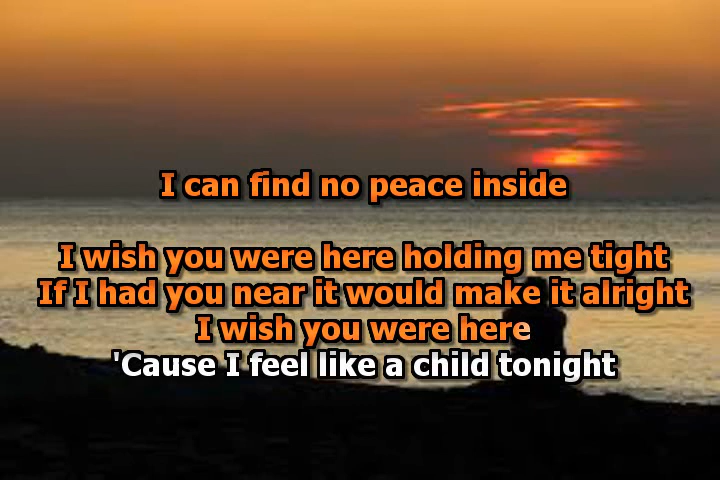 I can find no peace inside
I wish you were here holding me tight
If I had you near it would make it alright
I wish you were here
'Cause I feel like a child tonight